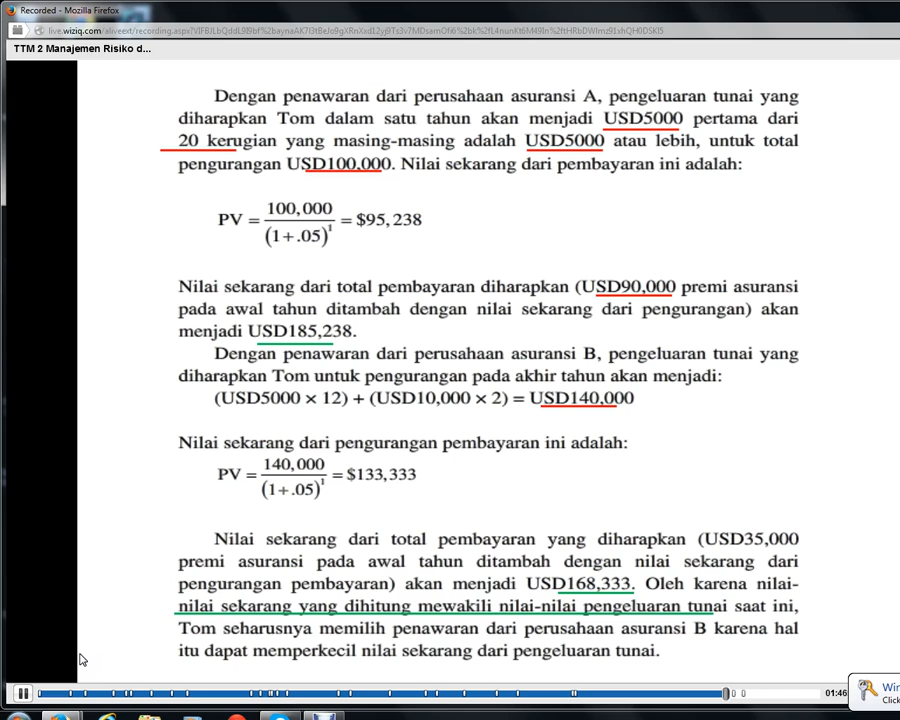 Recorded - Mozilla Firefox
TTM 2 Manajemen Risiko d...
Dengan penawaran dari perusahaan asuransi A, pengeluaran tunai yang
diharapkan Tom dalam satu tahun akan menjadi USD5000 pertama dari
20 kerugian yang masing-masing adalah USD5000 atau lebih, untuk total
pengurangan USD100,000. Nilai sekarang dari pembayaran ini adalah:
PV = 100,000 / (1+.05)^1 = $95,238
Nilai sekarang dari total pembayaran diharapkan (USD90,000 premi asuransi
pada awal tahun ditambah dengan nilai sekarang dari pengurangan) akan
menjadi USD185,238.
Dengan penawaran dari perusahaan asuransi B, pengeluaran tunai yang
diharapkan Tom untuk pengurangan pada akhir tahun akan menjadi:
(USD5000 × 12) + (USD10,000 × 2) = USD140,000
Nilai sekarang dari pengurangan pembayaran ini adalah:
PV = 140,000 / (1+.05)^1 = $133,333
Nilai sekarang dari total pembayaran yang diharapkan (USD35,000
premi asuransi pada awal tahun ditambah dengan nilai sekarang dari
pengurangan pembayaran) akan menjadi USD168,333. Oleh karena nilai-
nilai sekarang yang dihitung mewakili nilai-nilai pengeluaran tunai saat ini,
Tom seharusnya memilih penawaran dari perusahaan asuransi B karena hal
itu dapat memperkecil nilai sekarang dari pengeluaran tunai.
01:46
Win
Click